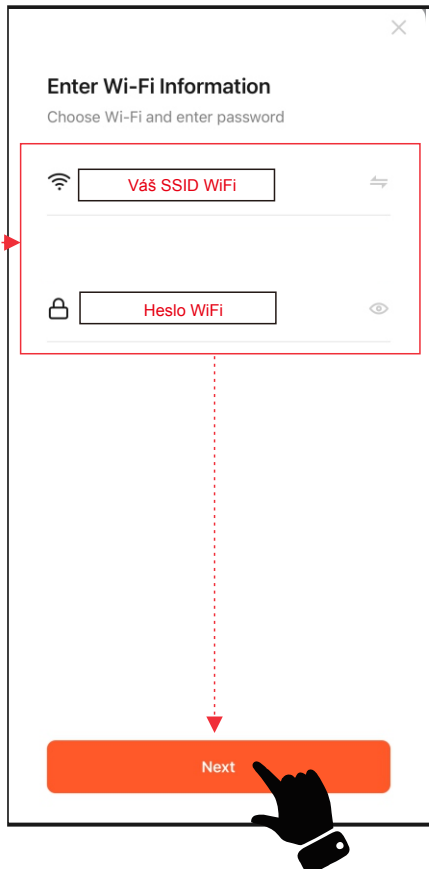 Enter Wi-Fi Information
Choose Wi-Fi and enter password
Váš SSID WiFi
Heslo WiFi
Next